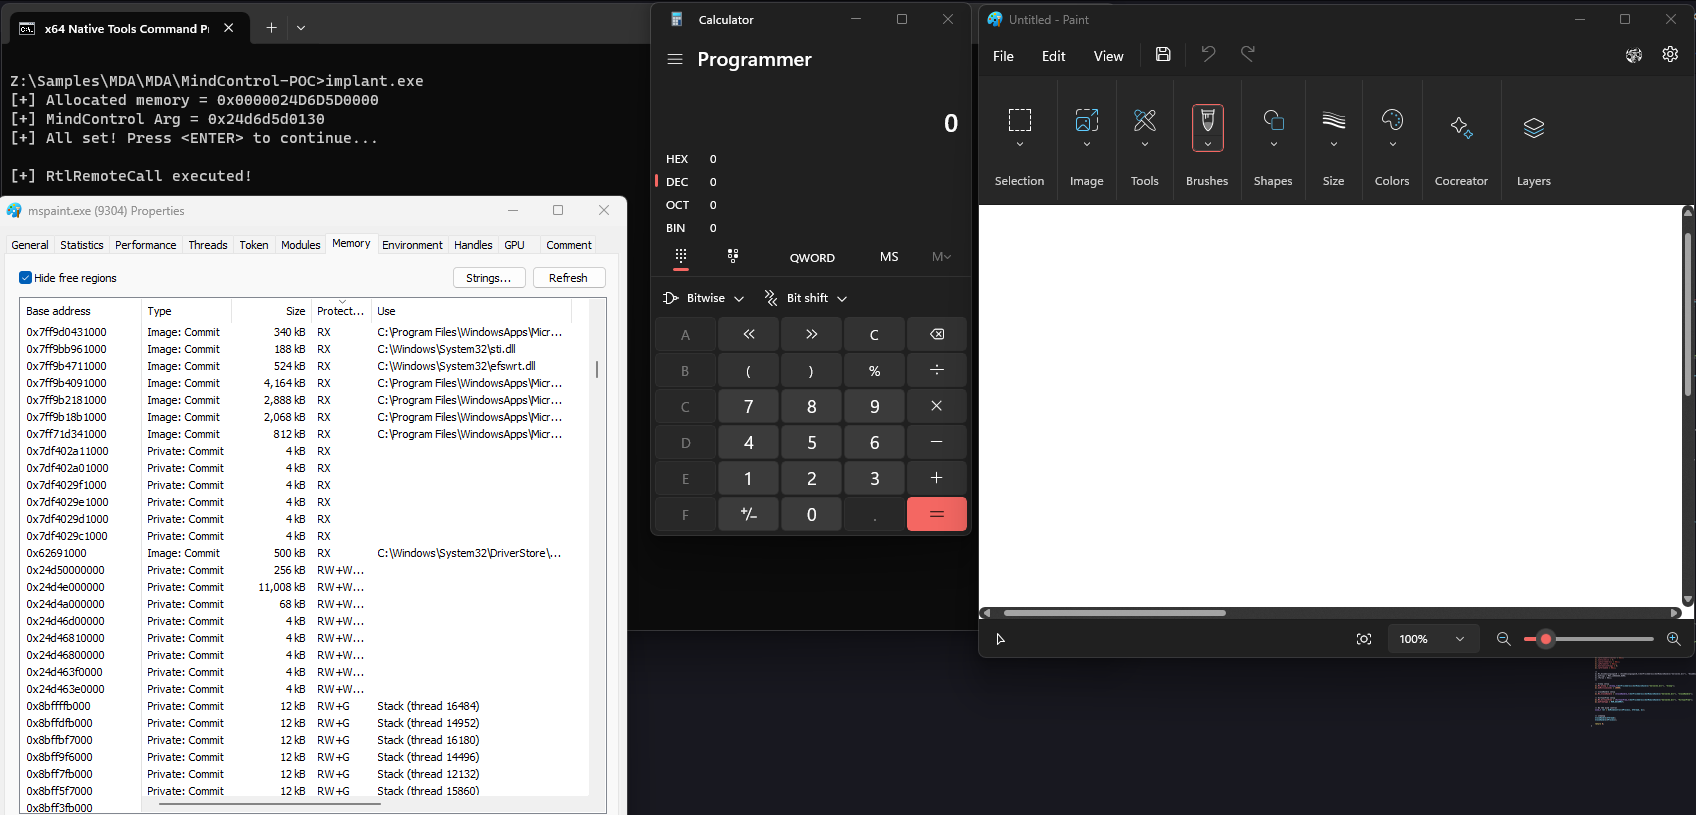 x64 Native Tools Command P
Z:\Samples\MDA\MDA\MindControl-POC>implant.exe
[+] Allocated memory = 0x0000024D6D5D0000
[+] MindControl Arg = 0x24d6d5d0130
[+] All set! Press <ENTER> to continue...
[+] RtlRemoteCall executed!
mspaint.exe (9304) Properties
General Statistics Performance Threads Token Modules Memory Environment Handles GPU Comment
Hide free regions
Strings... Refresh
Base address Type Size Protect... Use
0x7ff9d0431000 Image: Commit 340 kB RX C:\Program Files\WindowsApps\Micr...
0x7ff9bb961000 Image: Commit 188 kB RX C:\Windows\System32\sti.dll
0x7ff9b4711000 Image: Commit 524 kB RX C:\Windows\System32\efswrt.dll
0x7ff9b4091000 Image: Commit 4,164 kB RX C:\Program Files\WindowsApps\Micr...
0x7ff9b2181000 Image: Commit 2,888 kB RX C:\Program Files\WindowsApps\Micr...
0x7ff9b18b1000 Image: Commit 2,068 kB RX C:\Program Files\WindowsApps\Micr...
0x7ff71d341000 Image: Commit 812 kB RX C:\Program Files\WindowsApps\Micr...
0x7df402a11000 Private: Commit 4 kB RX
0x7df402a01000 Private: Commit 4 kB RX
0x7df4029f1000 Private: Commit 4 kB RX
0x7df4029e1000 Private: Commit 4 kB RX
0x7df4029d1000 Private: Commit 4 kB RX
0x7df4029c1000 Private: Commit 4 kB RX
0x62691000 Image: Commit 500 kB RX C:\Windows\System32\DriverStore\...
0x24d50000000 Private: Commit 256 kB RW+W...
0x24d4e000000 Private: Commit 11,008 kB RW+W...
0x24d4a000000 Private: Commit 68 kB RW+W...
0x24d46d00000 Private: Commit 4 kB RW+W...
0x24d46810000 Private: Commit 4 kB RW+W...
0x24d46800000 Private: Commit 4 kB RW+W...
0x24d463f0000 Private: Commit 4 kB RW+W...
0x24d463e0000 Private: Commit 4 kB RW+W...
0x8bffffb000 Private: Commit 12 kB RW+G Stack (thread 16484)
0x8bffdfb000 Private: Commit 12 kB RW+G Stack (thread 14952)
0x8bffbf7000 Private: Commit 12 kB RW+G Stack (thread 16180)
0x8bff9f6000 Private: Commit 12 kB RW+G Stack (thread 14496)
0x8bff7fb000 Private: Commit 12 kB RW+G Stack (thread 12132)
0x8bff5f7000 Private: Commit 12 kB RW+G Stack (thread 15860)
0x8bff3fb000
Calculator
Programmer
0
HEX 0
DEC 0
OCT 0
BIN 0
QWORD MS M
Bitwise Bit shift
A « » C
B ( ) % ÷
C 7 8 9 ×
D 4 5 6 −
E 1 2 3 +
F +/− 0 . =
Untitled - Paint
File Edit View
Selection Image Tools Brushes Shapes Size Colors Cocreator Layers
100%